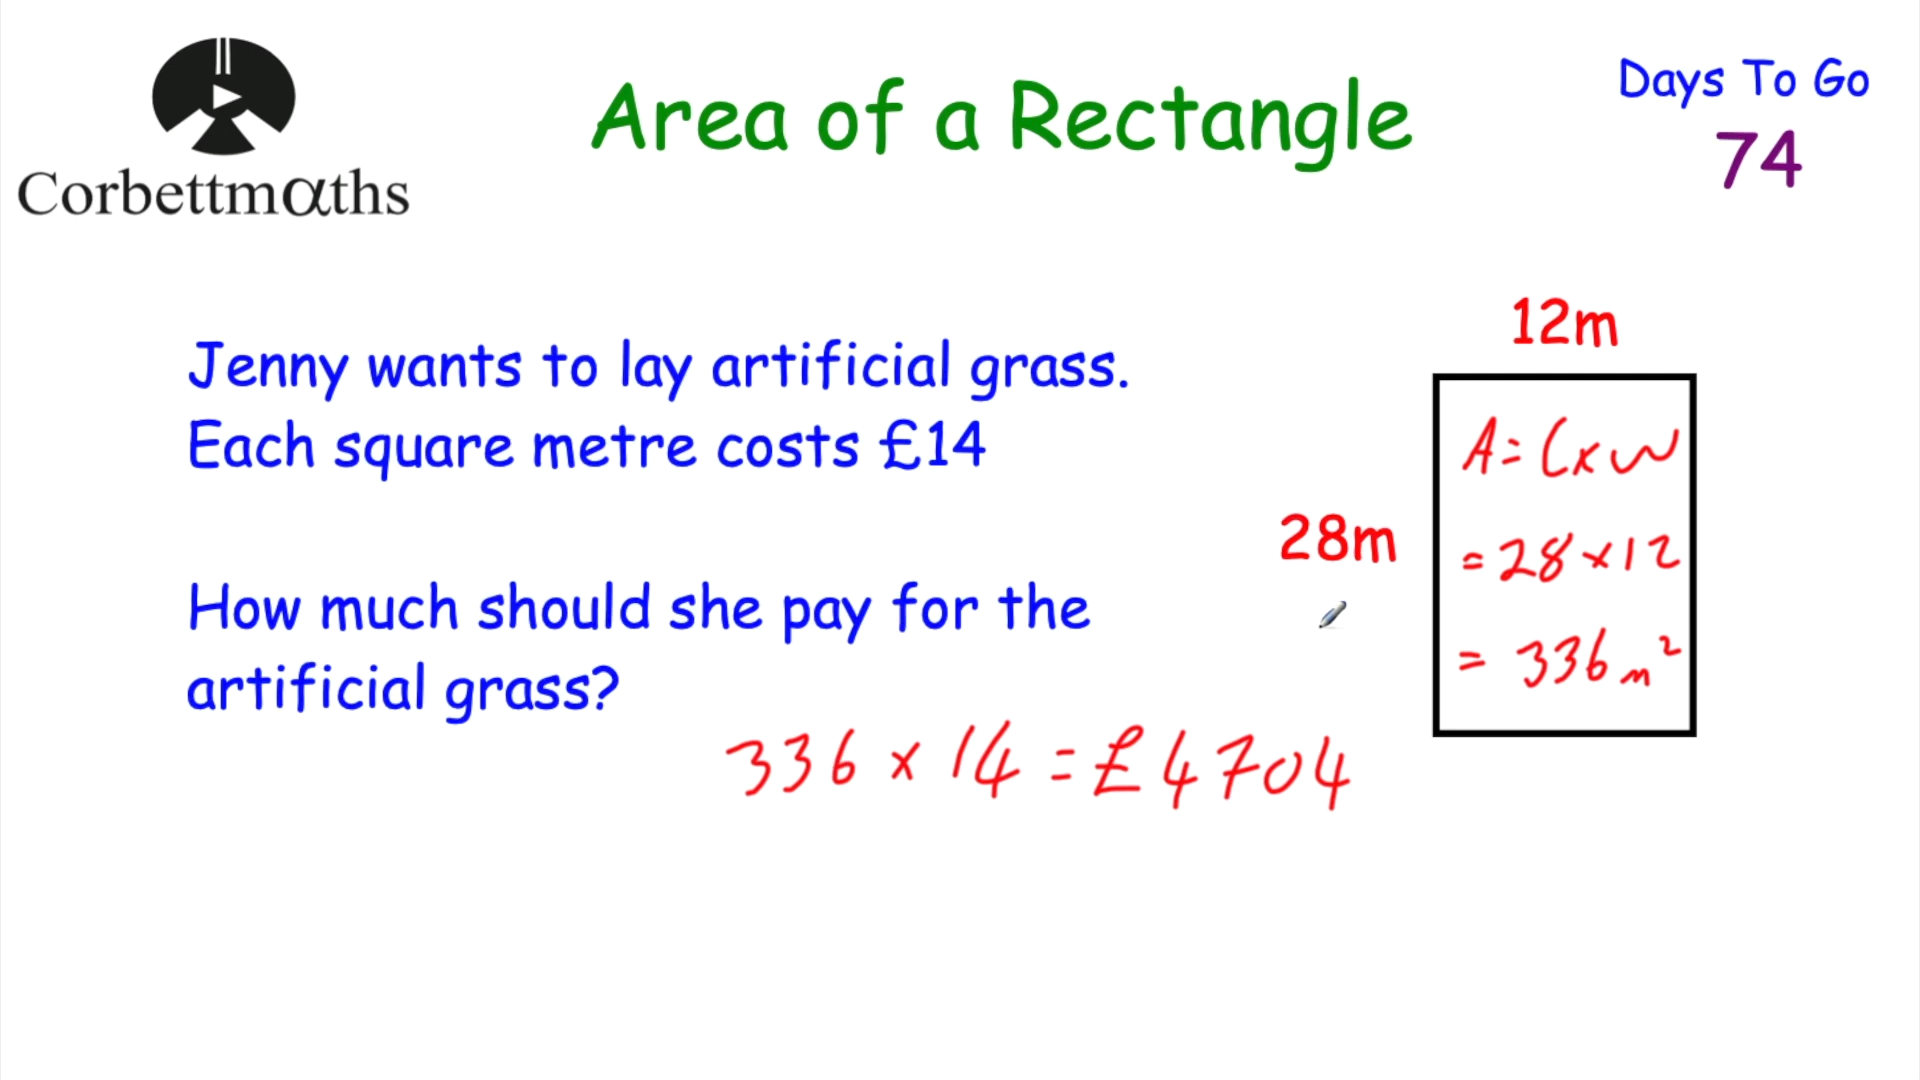 Corbettmαths
Area of a Rectangle
Days To Go
74
Jenny wants to lay artificial grass.
Each square metre costs £14
How much should she pay for the
artificial grass?
336 × 14 = £4704
12m
28m
A = l × w
= 28 × 12
= 336 m²